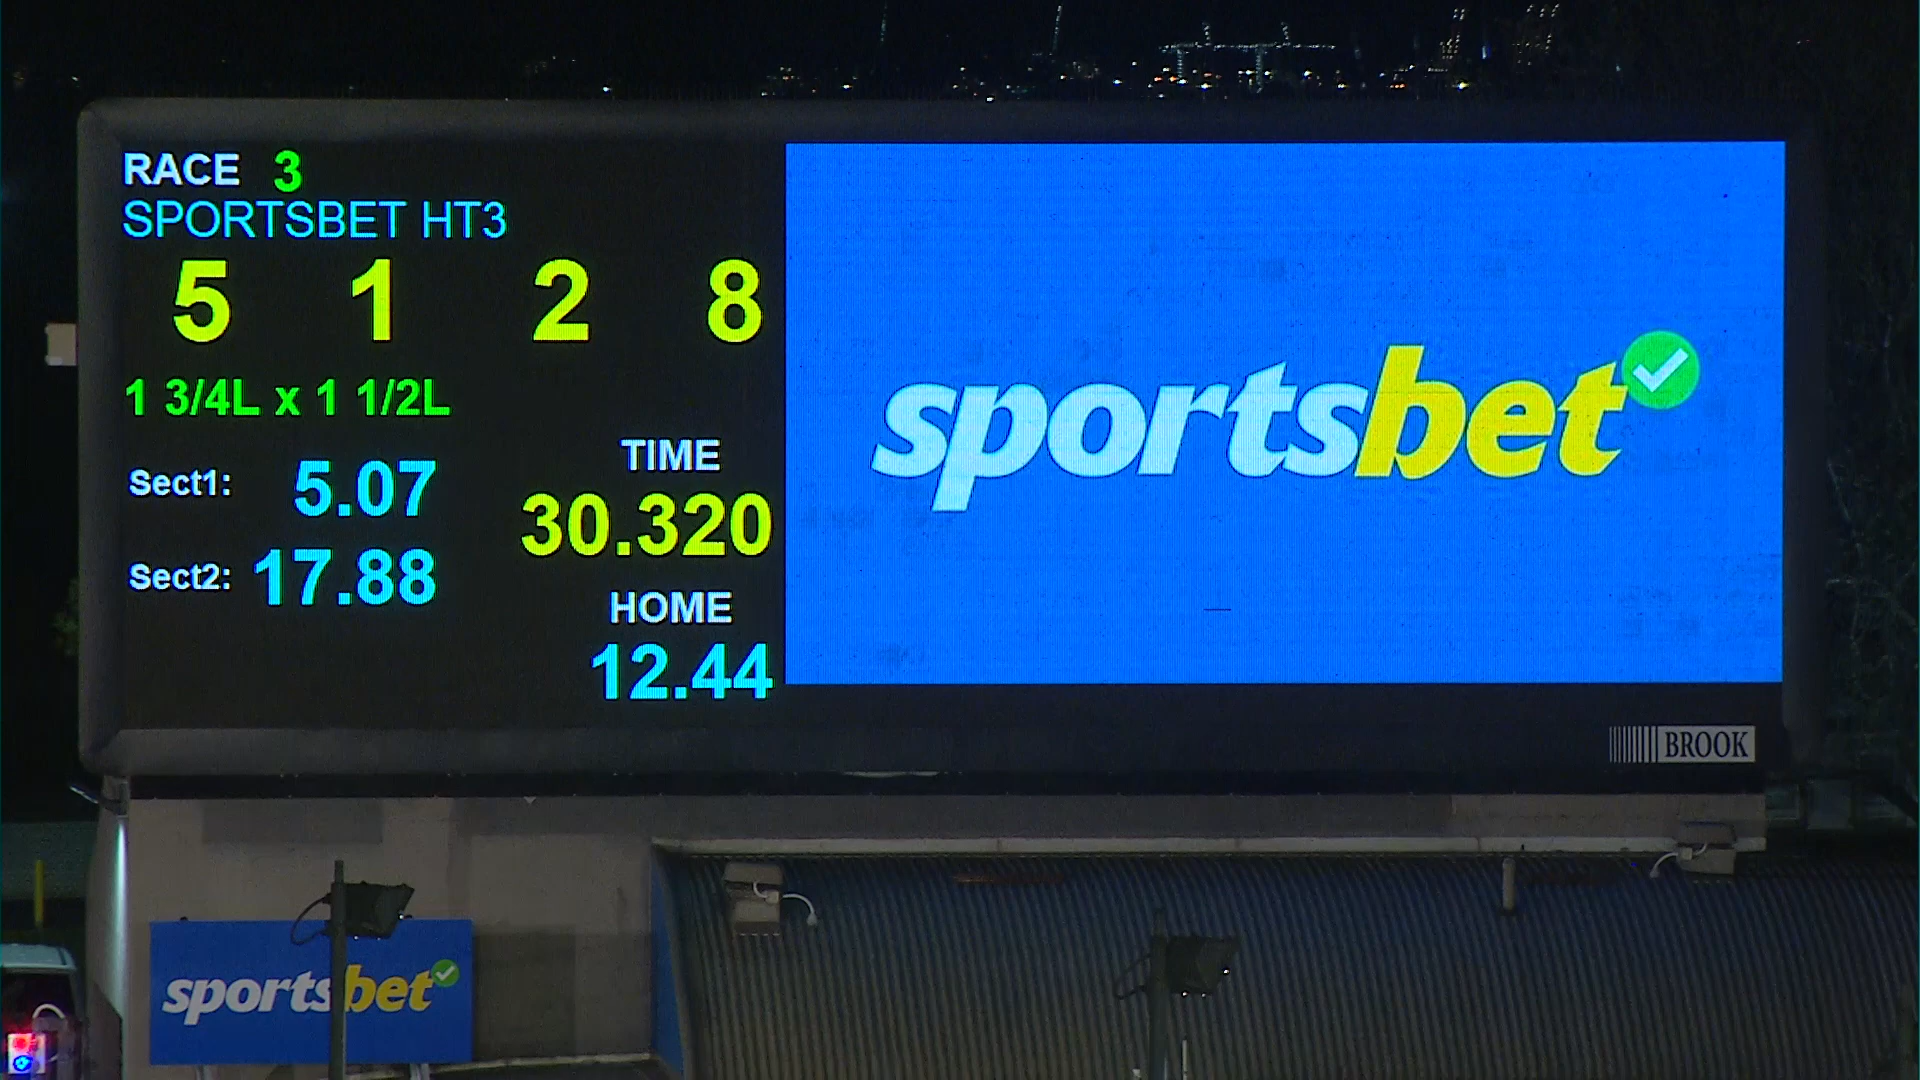 RACE 3
SPORTSBET HT3
5 1 2 8
1 3/4L x 1 1/2L
Sect1: 5.07
Sect2: 17.88
TIME
30.320
HOME
12.44
sportsbet
BROOK
sportsbet